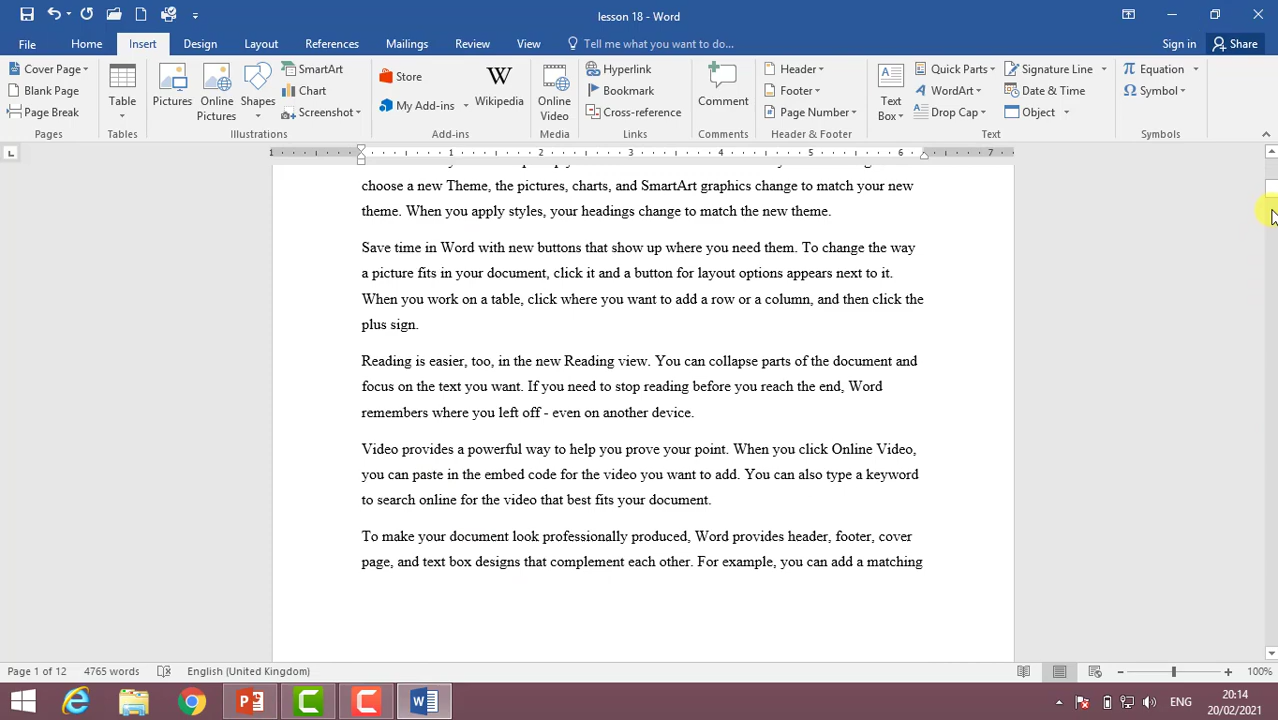 lesson 18 - Word
File Home Insert Design Layout References Mailings Review View Tell me what you want to do... Sign in Share
Cover Page
Blank Page
Page Break
Pages
Table
Tables
Pictures
Online Pictures
Shapes
SmartArt
Chart
Screenshot
Illustrations
Store
My Add-ins
W
Wikipedia
Add-ins
Online Video
Media
Hyperlink
Bookmark
Cross-reference
Links
Comment
Comments
Header
Footer
Page Number
Header & Footer
Text Box
Quick Parts
WordArt
Drop Cap
Signature Line
Date & Time
Object
Text
Equation
Symbol
Symbols
1 1 2 3 4 5 6 7
choose a new Theme, the pictures, charts, and SmartArt graphics change to match your new
theme. When you apply styles, your headings change to match the new theme.
Save time in Word with new buttons that show up where you need them. To change the way
a picture fits in your document, click it and a button for layout options appears next to it.
When you work on a table, click where you want to add a row or a column, and then click the
plus sign.
Reading is easier, too, in the new Reading view. You can collapse parts of the document and
focus on the text you want. If you need to stop reading before you reach the end, Word
remembers where you left off - even on another device.
Video provides a powerful way to help you prove your point. When you click Online Video,
you can paste in the embed code for the video you want to add. You can also type a keyword
to search online for the video that best fits your document.
To make your document look professionally produced, Word provides header, footer, cover
page, and text box designs that complement each other. For example, you can add a matching
Page 1 of 12 4765 words English (United Kingdom) 100%
ENG
20:14
20/02/2021